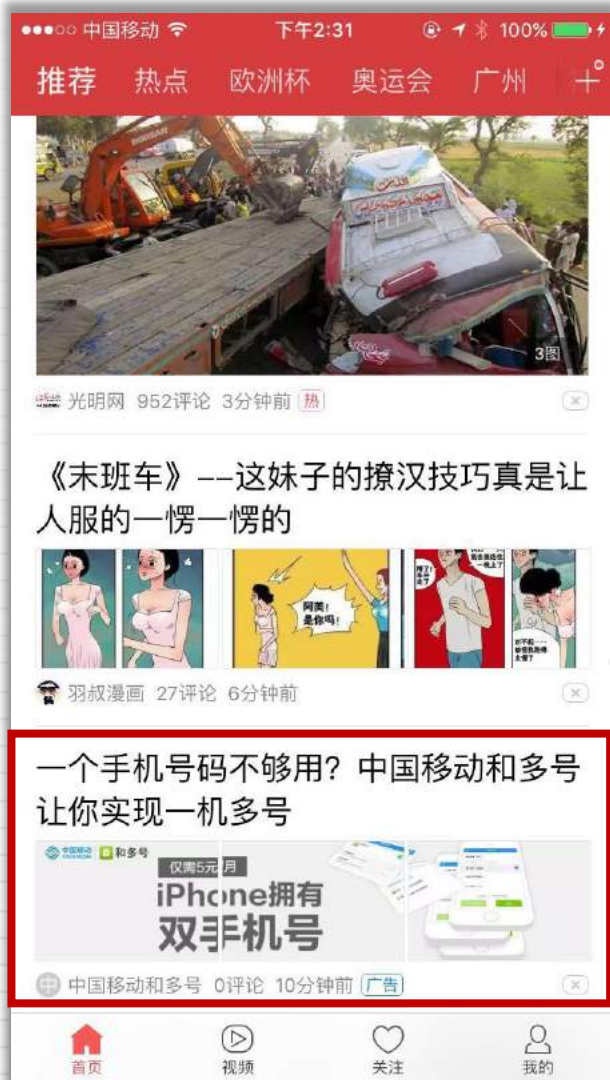 中国移动 下午2:31 100%
推荐 热点 欧洲杯 奥运会 广州
3图
光明网 952评论 3分钟前 热
《末班车》--这妹子的撩汉技巧真是让
人服的一愣一愣的
阿美!
是你吗!
羽叔漫画 27评论 6分钟前
一个手机号码不够用？中国移动和多号
让你实现一机多号
中国移动 和多号
仅需5元/月
iPhone拥有
双手机号
中国移动和多号 0评论 10分钟前 广告
首页 视频 关注 我的